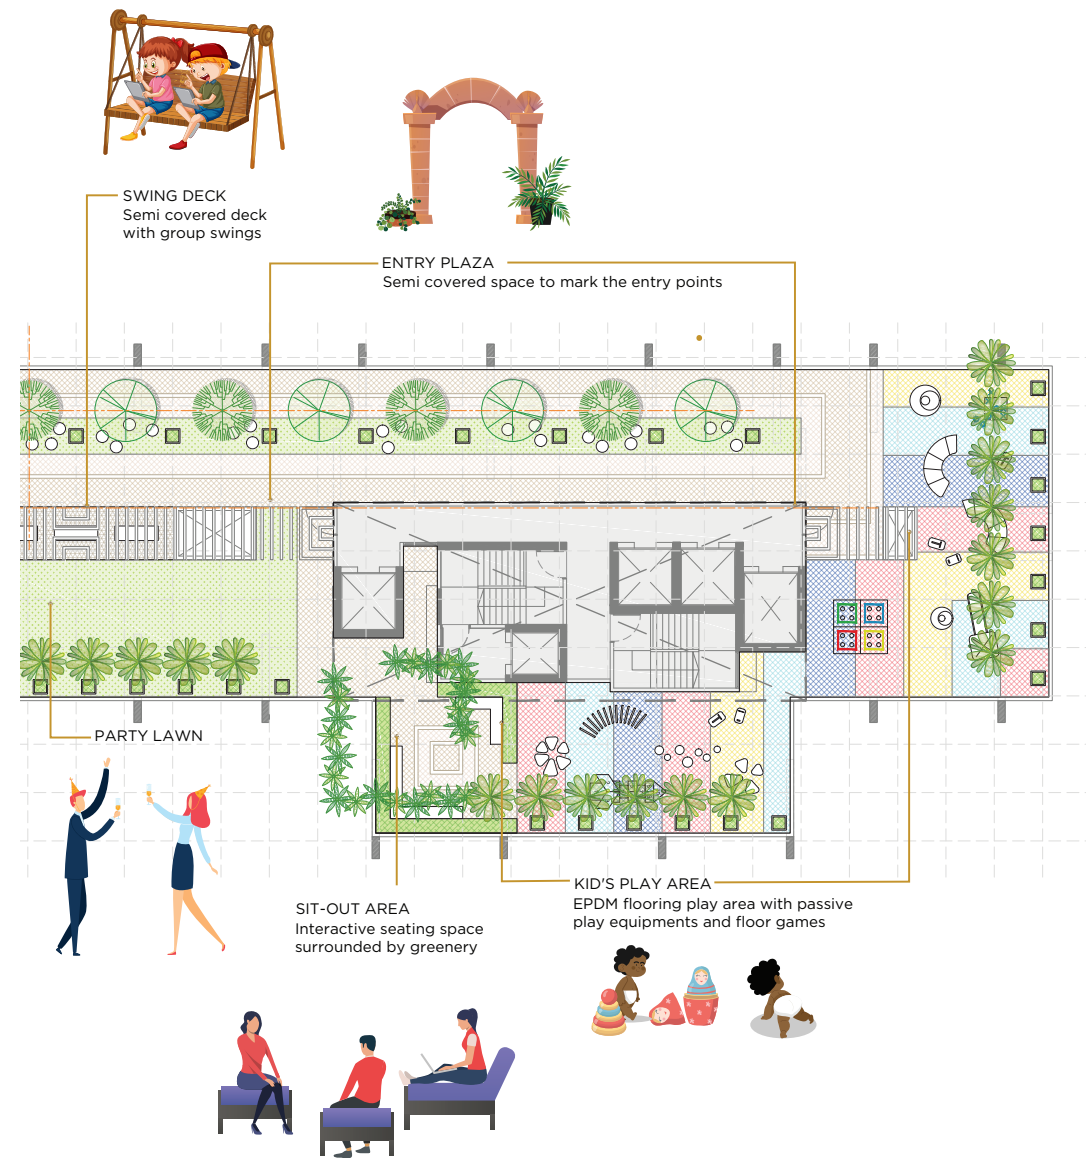 SWING DECK
Semi covered deck
with group swings
ENTRY PLAZA
Semi covered space to mark the entry points
PARTY LAWN
SIT-OUT AREA
Interactive seating space
surrounded by greenery
KID'S PLAY AREA
EPDM flooring play area with passive
play equipments and floor games